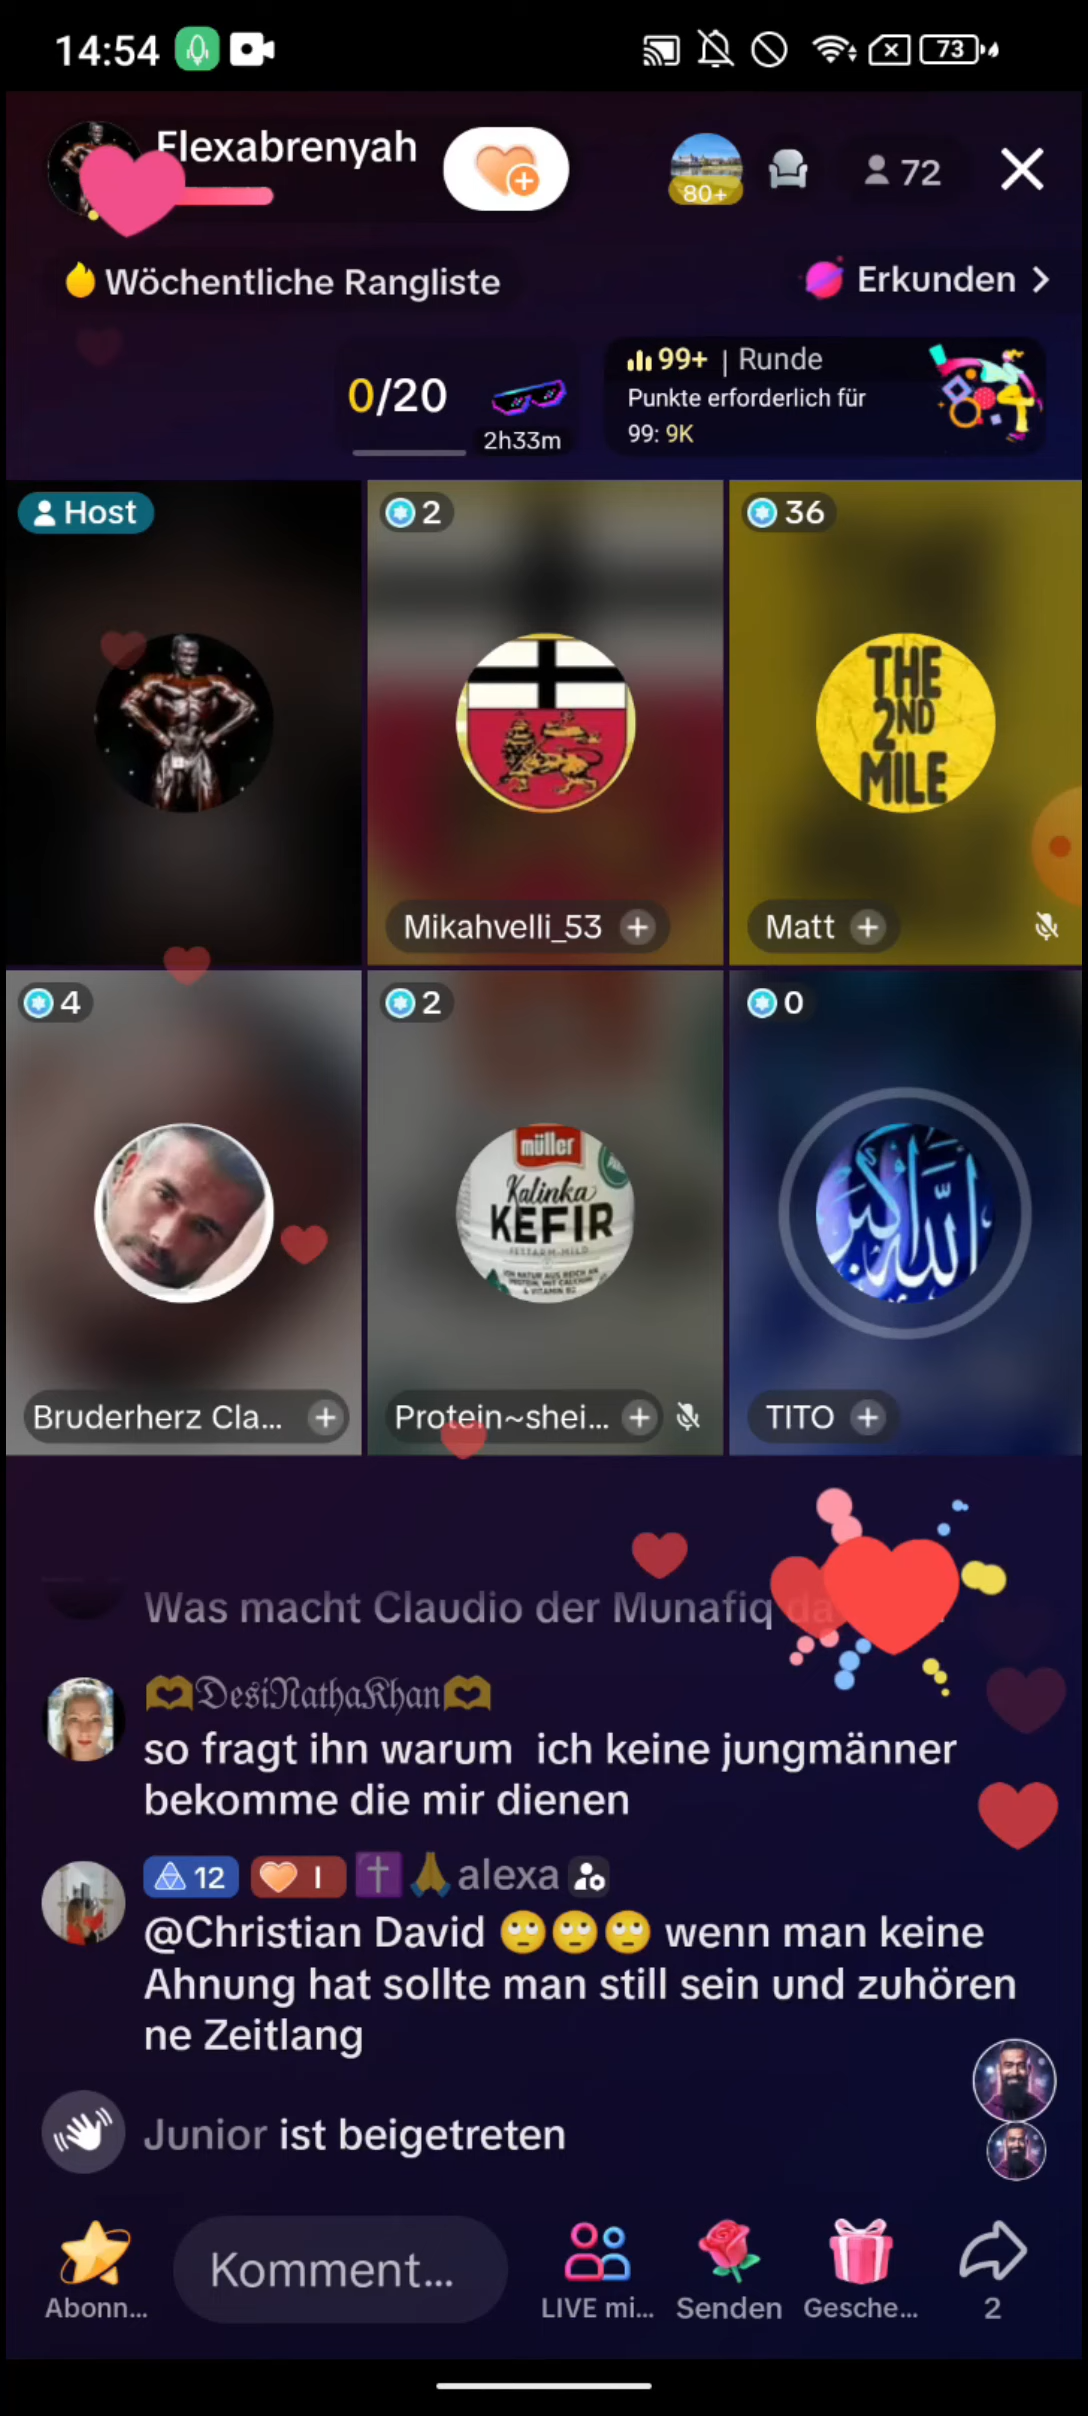 14:54
73
Flexabrenyah
80+
72
Wöchentliche Rangliste
Erkunden
0/20
2h33m
99+ | Runde
Punkte erforderlich für
99: 9K
Host
2
36
THE
2ND
MILE
Mikahvelli_53
Matt
4
2
0
müller
Kalinka
KEFIR
FETTARM-MILD
الله أكبر
Bruderherz Cla...
Protein~shei...
TITO
Was macht Claudio der Munafiq
🫶DesiNathaKhan🫶
so fragt ihn warum  ich keine jungmänner
bekomme die mir dienen
12 I ✝️🙏alexa
@Christian David 🙄🙄🙄 wenn man keine
Ahnung hat sollte man still sein und zuhören
ne Zeitlang
Junior ist beigetreten
Komment...
Abonn...
LIVE mi...
Senden
Gesche...
2